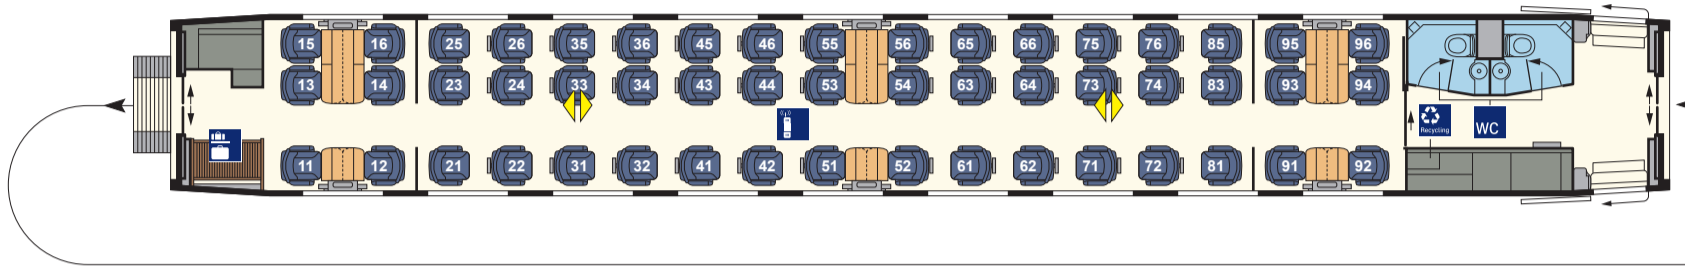 15 16 25 26 35 36 45 46 55 56 65 66 75 76 85 95 96
13 14 23 24 33 34 43 44 53 54 63 64 73 74 83 93 94
Recycling WC
11 12 21 22 31 32 41 42 51 52 61 62 71 72 81 91 92